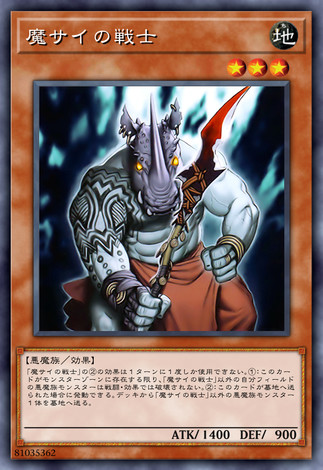 魔サイの戦士
地
【悪魔族／効果】
「魔サイの戦士」の②の効果は１ターンに１度しか使用できない。①：このカ
ードがモンスターゾーンに存在する限り、「魔サイの戦士」以外の自分フィールド
の悪魔族モンスターは戦闘・効果では破壊されない。②：このカードが墓地へ送
られた場合に発動できる。デッキから「魔サイの戦士」以外の悪魔族モンスター
１体を墓地へ送る。
ATK/ 1400 DEF/ 900
81035362